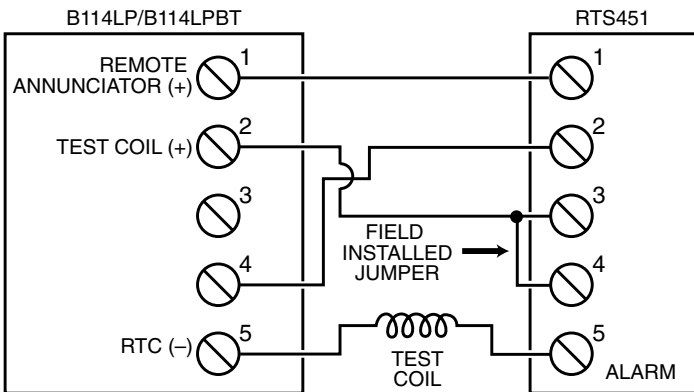 B114LP/B114LPBT
RTS451
REMOTE
ANNUNCIATOR (+)
1
1
TEST COIL (+)
2
2
3
3
FIELD
INSTALLED
JUMPER
4
4
RTC (–)
5
5
TEST
COIL
ALARM